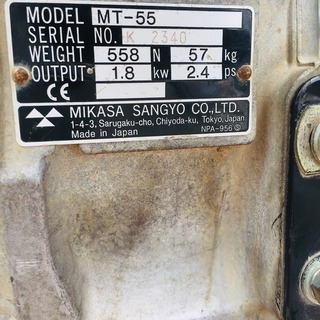 MODEL MT-55
SERIAL NO. K 2340
WEIGHT 558 N 57 kg
OUTPUT 1.8 kw 2.4 ps
CE
MIKASA SANGYO CO.,LTD.
1-4-3, Sarugaku-cho, Chiyoda-ku, Tokyo, Japan
Made in Japan NPA-956 S